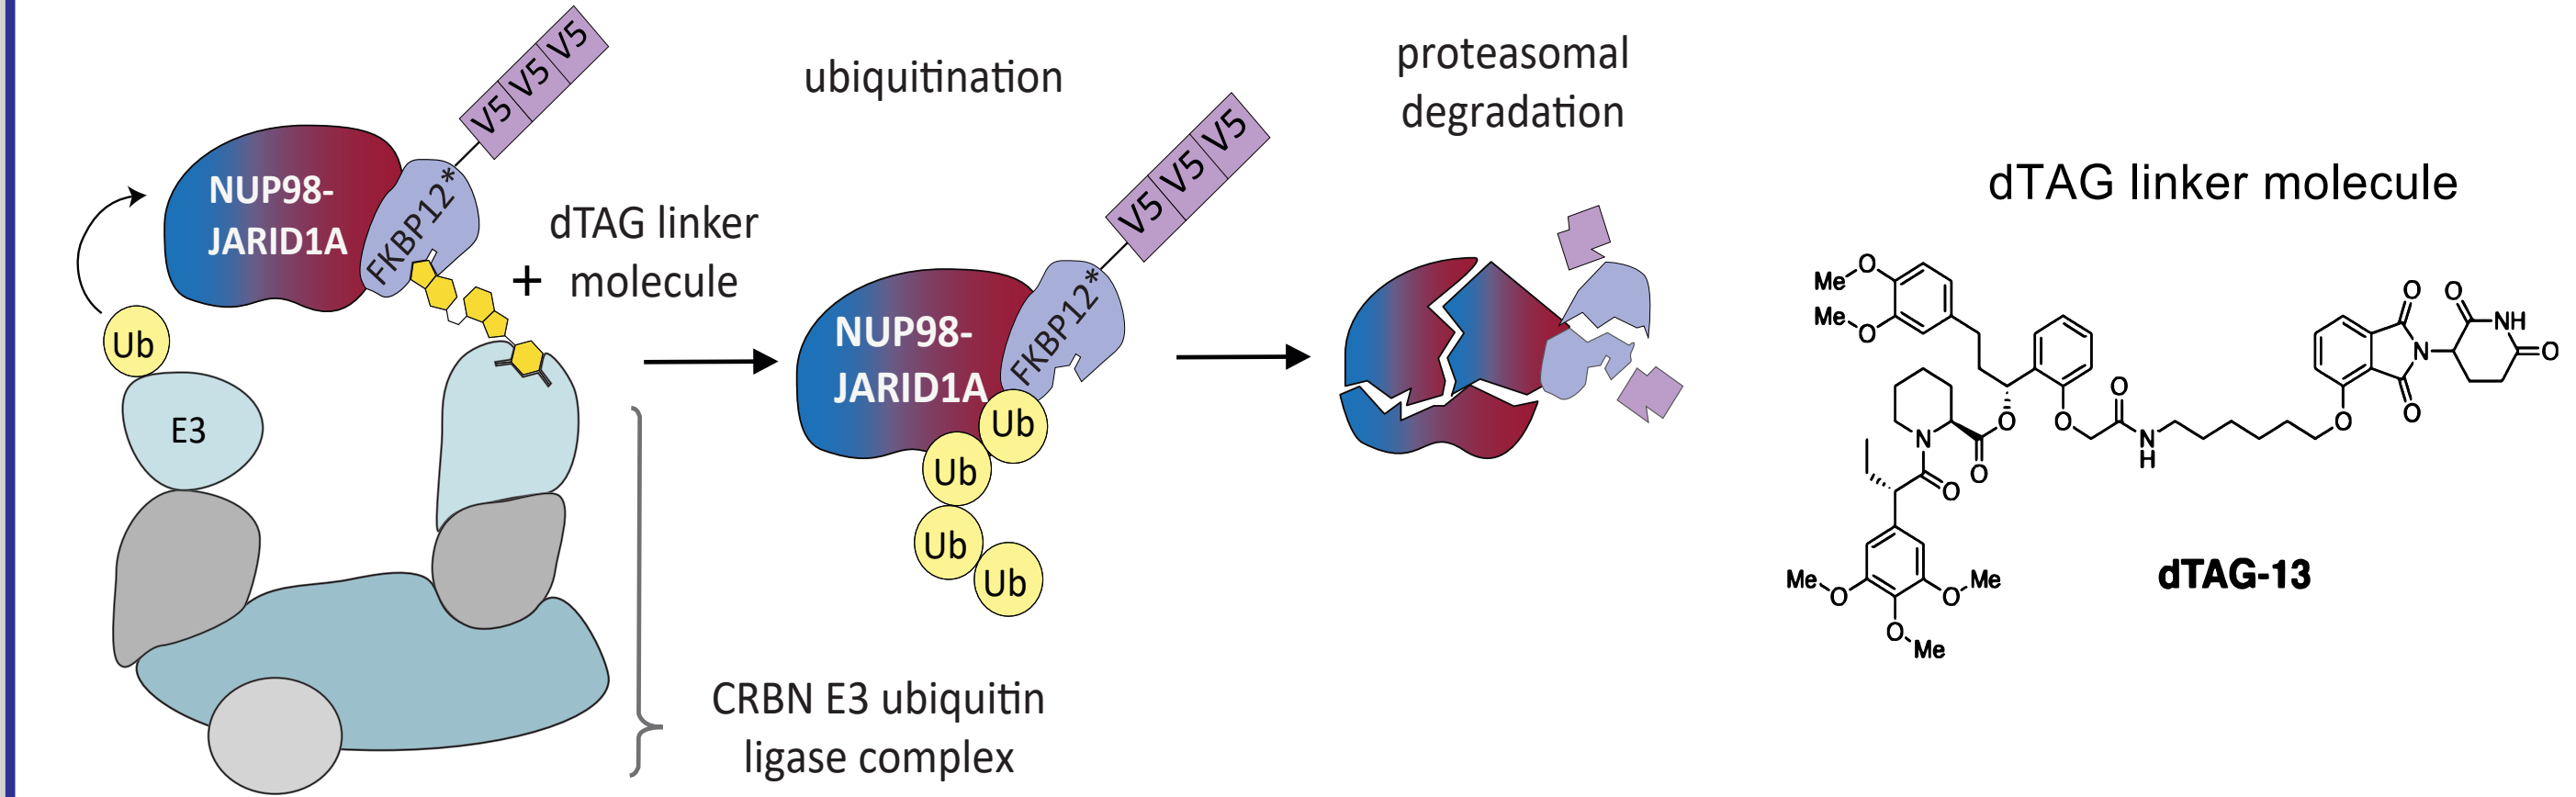 V5 V5 V5
NUP98-
JARID1A
FKBP12*
Ub
E3
+
dTAG linker
molecule
CRBN E3 ubiquitin
ligase complex
ubiquitination
V5 V5 V5
NUP98-
JARID1A
FKBP12*
Ub
Ub
Ub
Ub
proteasomal
degradation
dTAG linker molecule
Me
O
Me
O
O
N
O
O
O
O
N
H
O
O
N
O
O
NH
O
O
Me
O
O
Me
O
Me
dTAG-13